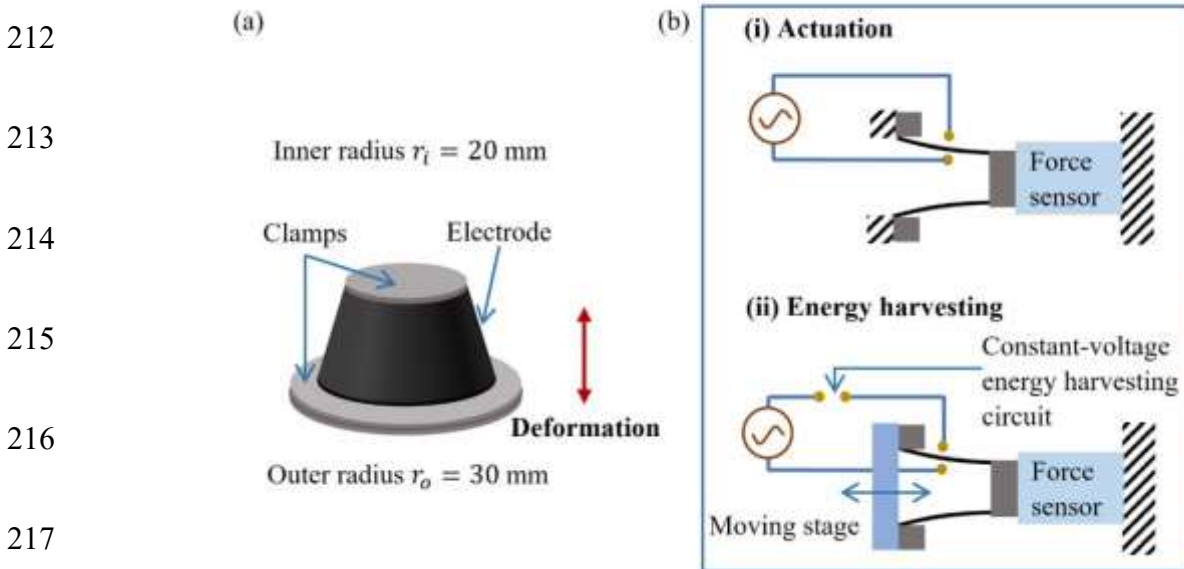 212
213
214
215
216
217
(a)
Inner radius r_i = 20 mm
Clamps
Electrode
Deformation
Outer radius r_o = 30 mm
(b)
(i) Actuation
Force
sensor
(ii) Energy harvesting
Constant-voltage
energy harvesting
circuit
Force
sensor
Moving stage